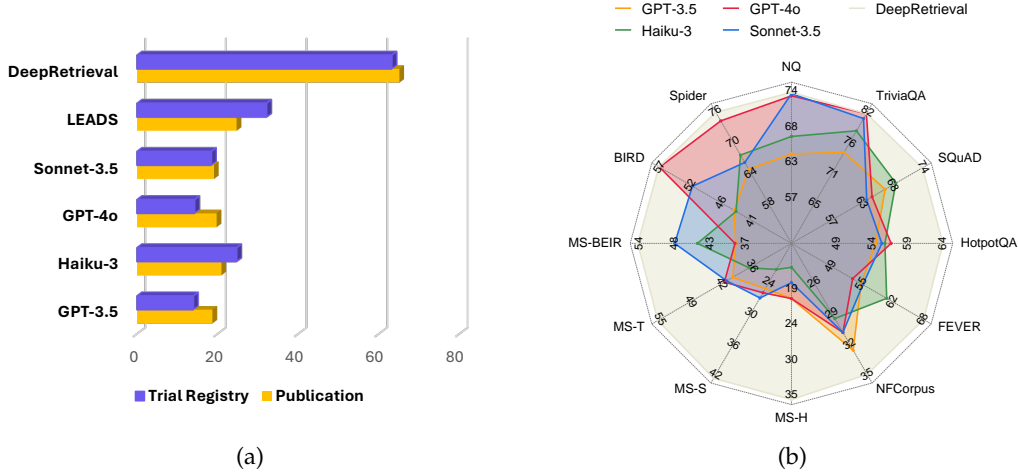 DeepRetrieval
LEADS
Sonnet-3.5
GPT-4o
Haiku-3
GPT-3.5
0 20 40 60 80
Trial Registry Publication
(a)
GPT-3.5 GPT-4o DeepRetrieval
Haiku-3 Sonnet-3.5
NQ
74
68
63
57
TriviaQA
82
76
71
65
SQuAD
74
68
63
57
HotpotQA
64
59
54
49
FEVER
68
62
55
49
NFCorpus
35
32
29
26
MS-H
35
30
24
19
MS-S
42
36
30
24
MS-T
55
49
42
36
MS-BEIR
54
48
43
37
BIRD
57
52
46
41
Spider
76
70
64
58
(b)